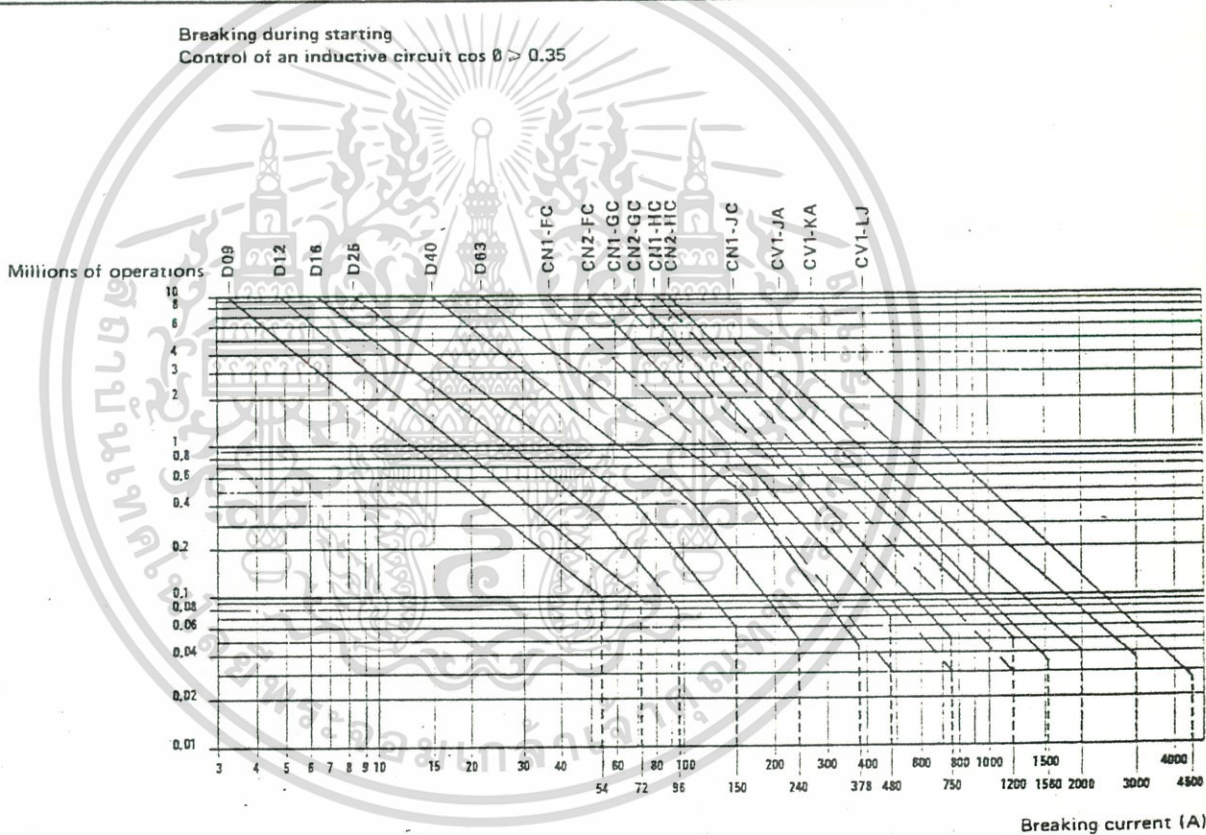 Breaking during starting
Control of an inductive circuit cos θ ⩾ 0.35
D09
D12
D16
D25
D40
D63
CN1-FC
CN2-FC
CN1-GC
CN2-GC
CN1-HC
CN2-HC
CN1-JC
CV1-JA
CV1-KA
CV1-LJ
Millions of operations
10
8
6
4
3
2
1
0,8
0,6
0,4
0,2
0,1
0,08
0,06
0,04
0,02
0,01
3 4 5 6 7 8 9 10 15 20 30 40 60 80 100 200 300 400 600 800 1000 1500 4000
54 72 96 150 240 378 480 750 1200 1560 2000 3000 4500
Breaking current (A)